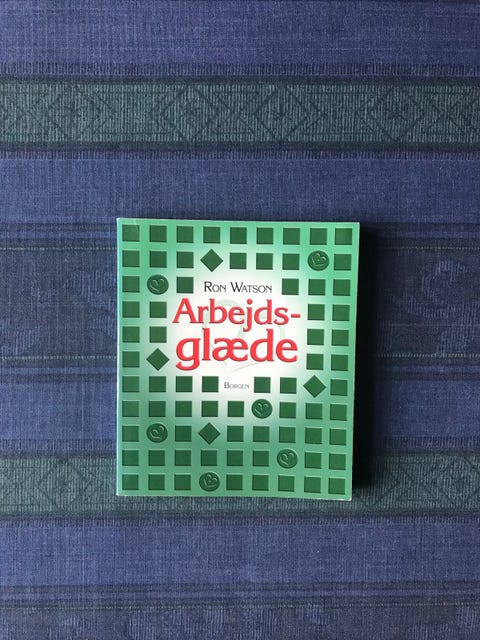 Ron Watson
Arbejds-
glæde
Borgen